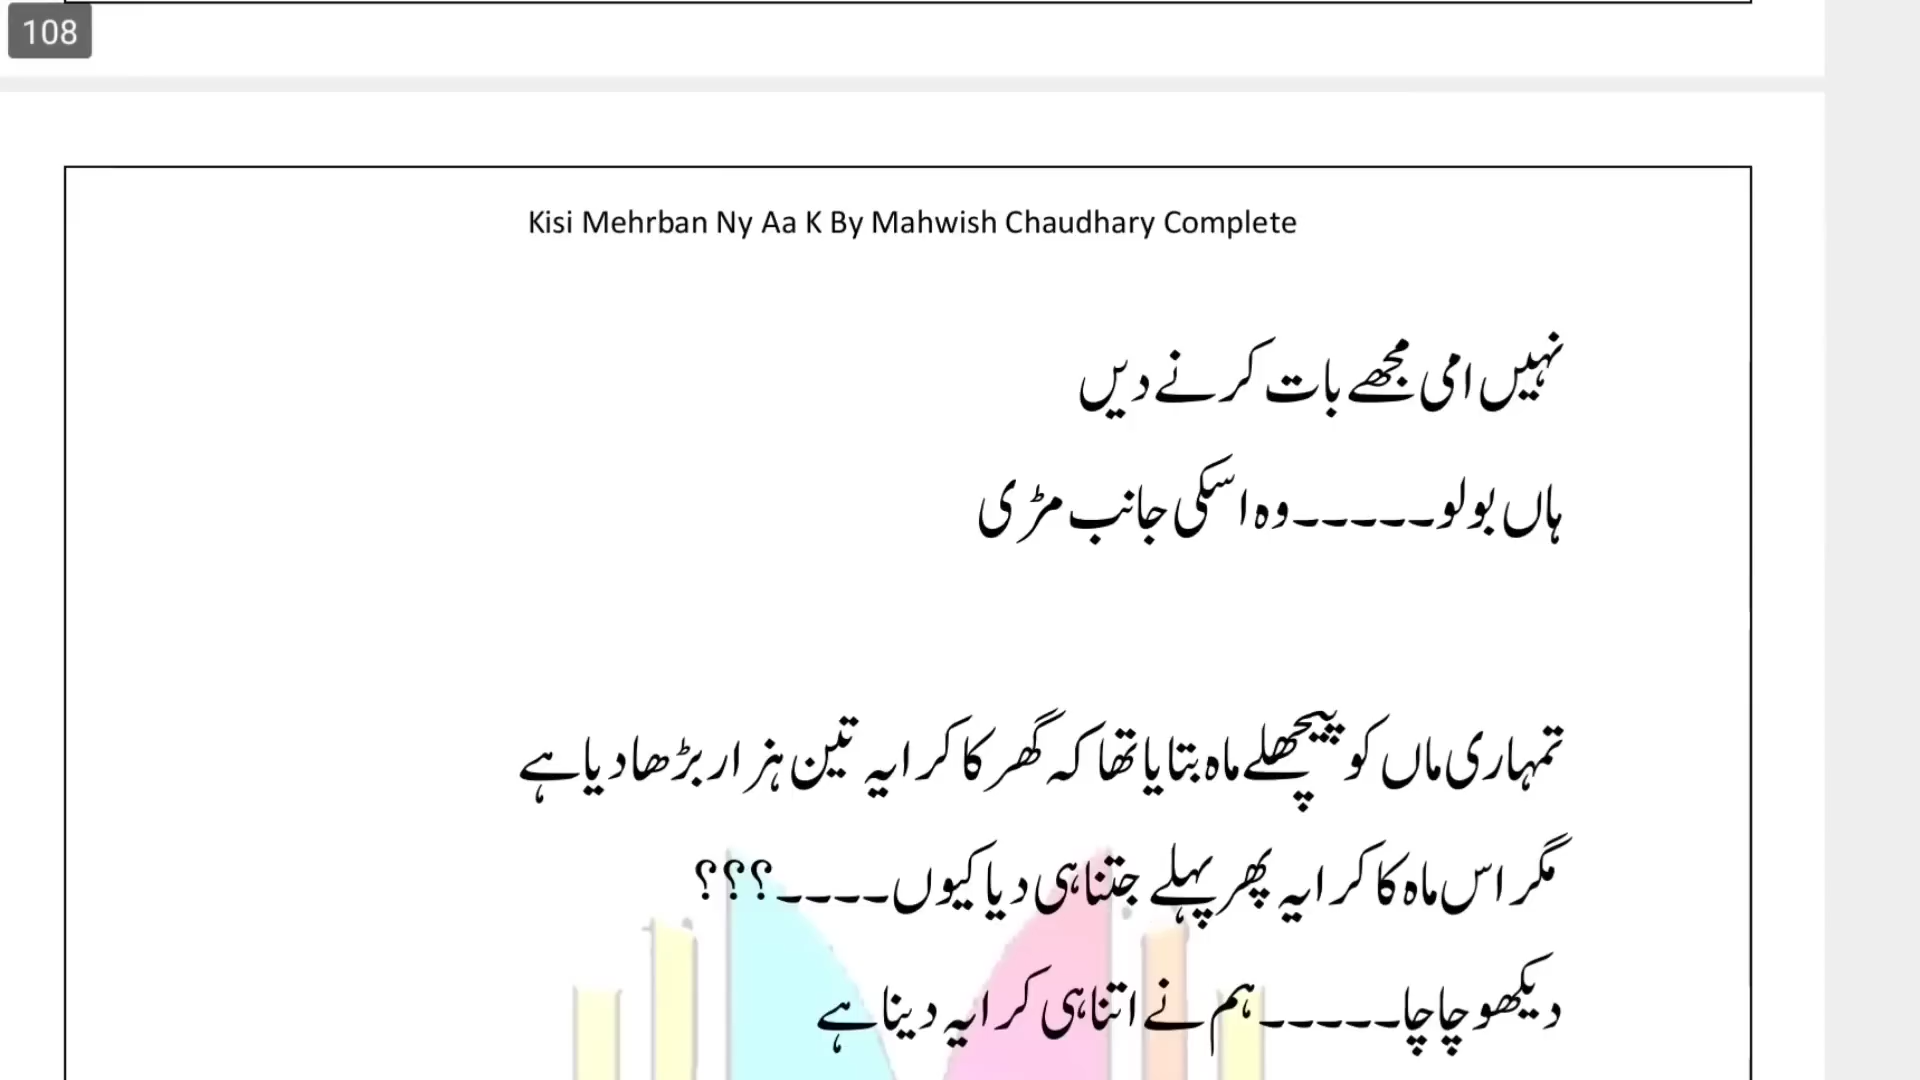 108
Kisi Mehrban Ny Aa K By Mahwish Chaudhary Complete
نہیں امی مجھے بات کرنے دیں
ہاں بولو۔۔۔۔۔وہ اسکی جانب مڑی
تمہاری ماں کو پیچھلے ماہ بتایا تھا کہ گھر کا کرایہ تین ہزار بڑھا دیا ہے
مگر اس ماہ کا کرایہ پھر پہلے جتنا ہی دیا کیوں۔۔۔۔؟؟؟
دیکھو چاچا۔۔۔۔۔ہم نے اتنا ہی کرایہ دینا ہے